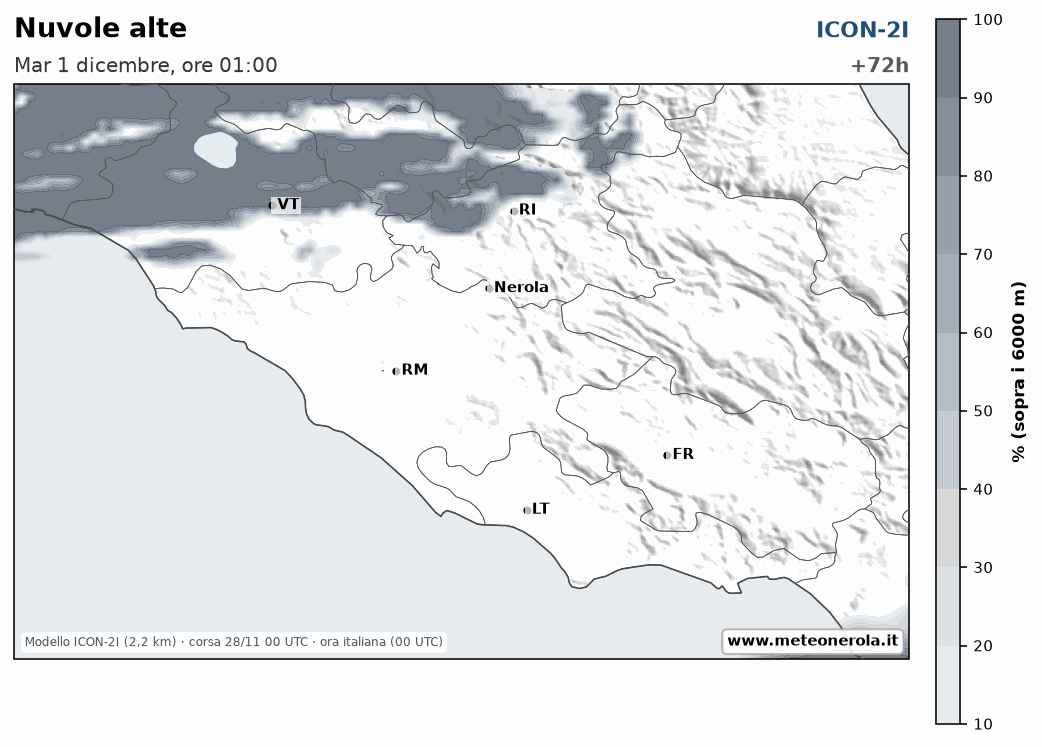 Nuvole alte
ICON-2I
Mar 1 dicembre, ore 01:00
+72h
100
90
80
70
60
50
40
30
20
10
% (sopra i 6000 m)
VT
RI
Nerola
RM
FR
LT
Modello ICON-2I (2,2 km) · corsa 28/11 00 UTC · ora italiana (00 UTC)
www.meteonerola.it